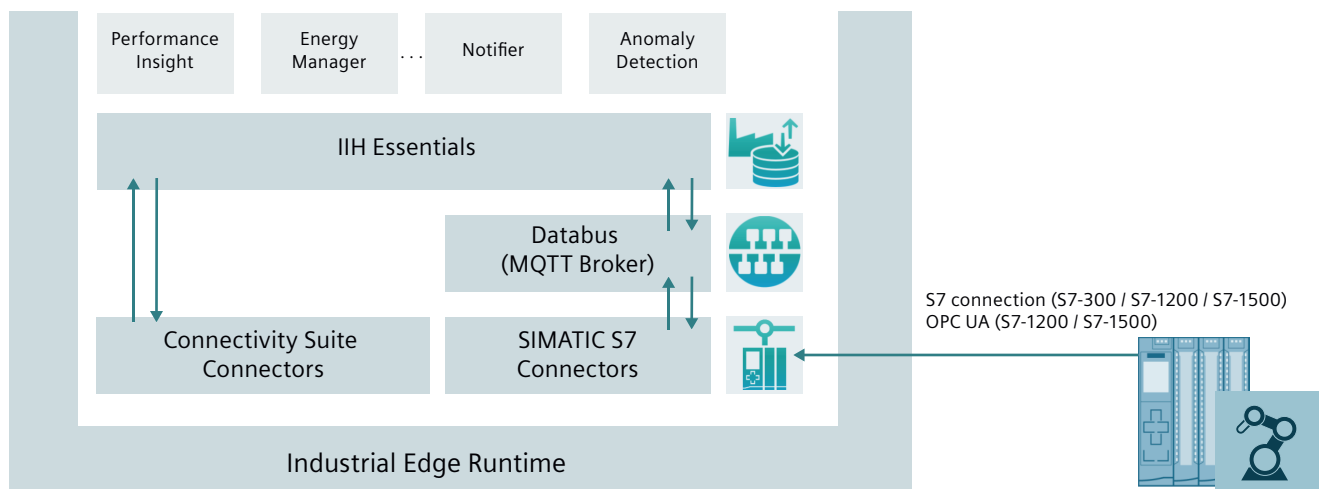 Performance
Insight
Energy
Manager
...
Notifier
Anomaly
Detection
IIH Essentials
Databus
(MQTT Broker)
S7 connection (S7-300 / S7-1200 / S7-1500)
OPC UA (S7-1200 / S7-1500)
Connectivity Suite
Connectors
SIMATIC S7
Connectors
Industrial Edge Runtime